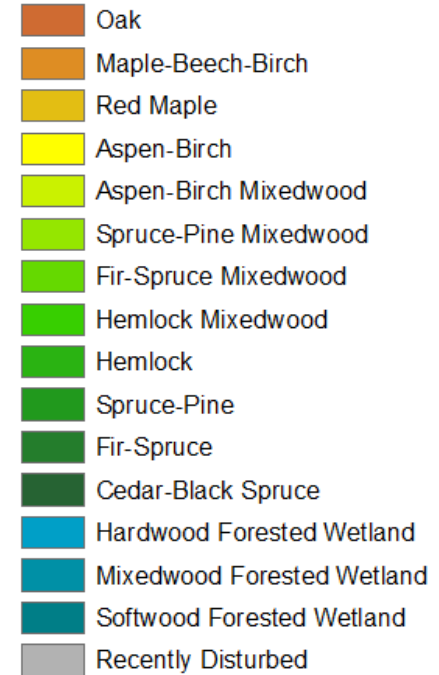 Oak
Maple-Beech-Birch
Red Maple
Aspen-Birch
Aspen-Birch Mixedwood
Spruce-Pine Mixedwood
Fir-Spruce Mixedwood
Hemlock Mixedwood
Hemlock
Spruce-Pine
Fir-Spruce
Cedar-Black Spruce
Hardwood Forested Wetland
Mixedwood Forested Wetland
Softwood Forested Wetland
Recently Disturbed